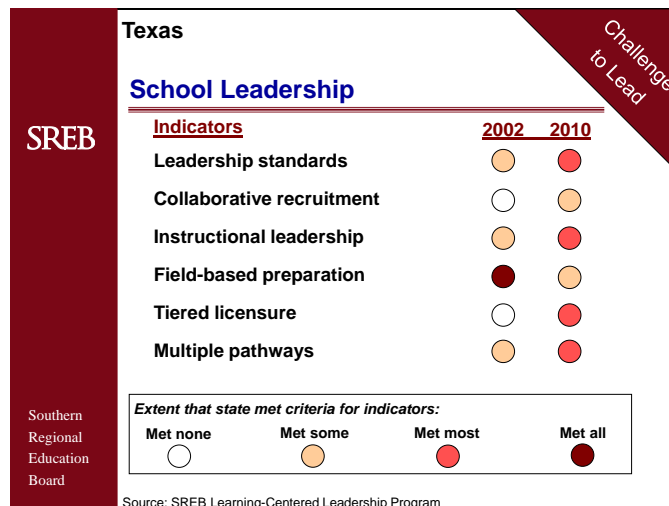 Texas
Challenge
to Lead
School Leadership
SREB
Indicators 2002 2010
Leadership standards
Collaborative recruitment
Instructional leadership
Field-based preparation
Tiered licensure
Multiple pathways
Extent that state met criteria for indicators:
Met none Met some Met most Met all
Southern
Regional
Education
Board
Source: SREB Learning-Centered Leadership Program